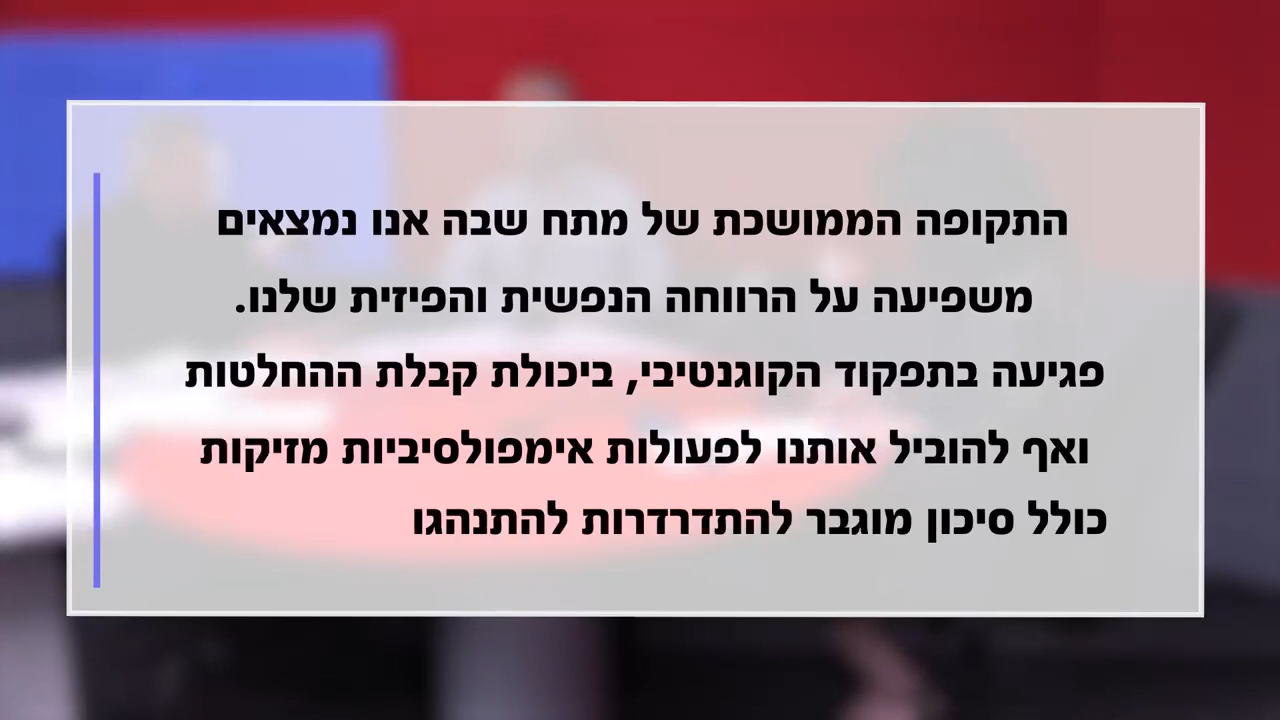 התקופה הממושכת של מתח שבה אנו נמצאים
משפיעה על הרווחה הנפשית והפיזית שלנו.
פגיעה בתפקוד הקוגנטיבי, ביכולת קבלת ההחלטות
ואף להוביל אותנו לפעולות אימפולסיביות מזיקות
כולל סיכון מוגבר להתדרדרות להתנהגו